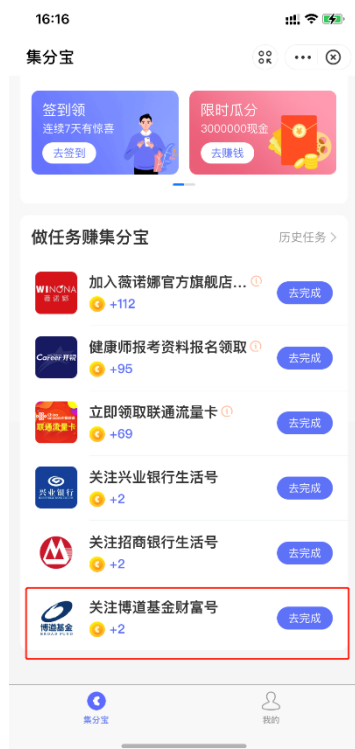 16:16
集分宝
签到领
连续7天有惊喜
去签到
限时瓜分
3000000现金
去赚钱
做任务赚集分宝
历史任务
WINONA
薇诺娜
加入薇诺娜官方旗舰店...
+112
去完成
Career 开锐
健康师报考资料报名领取
+95
去完成
联通流量卡
立即领取联通流量卡
+69
去完成
兴业银行
关注兴业银行生活号
+2
去完成
关注招商银行生活号
+2
去完成
博道基金
关注博道基金财富号
+2
去完成
集分宝
我的